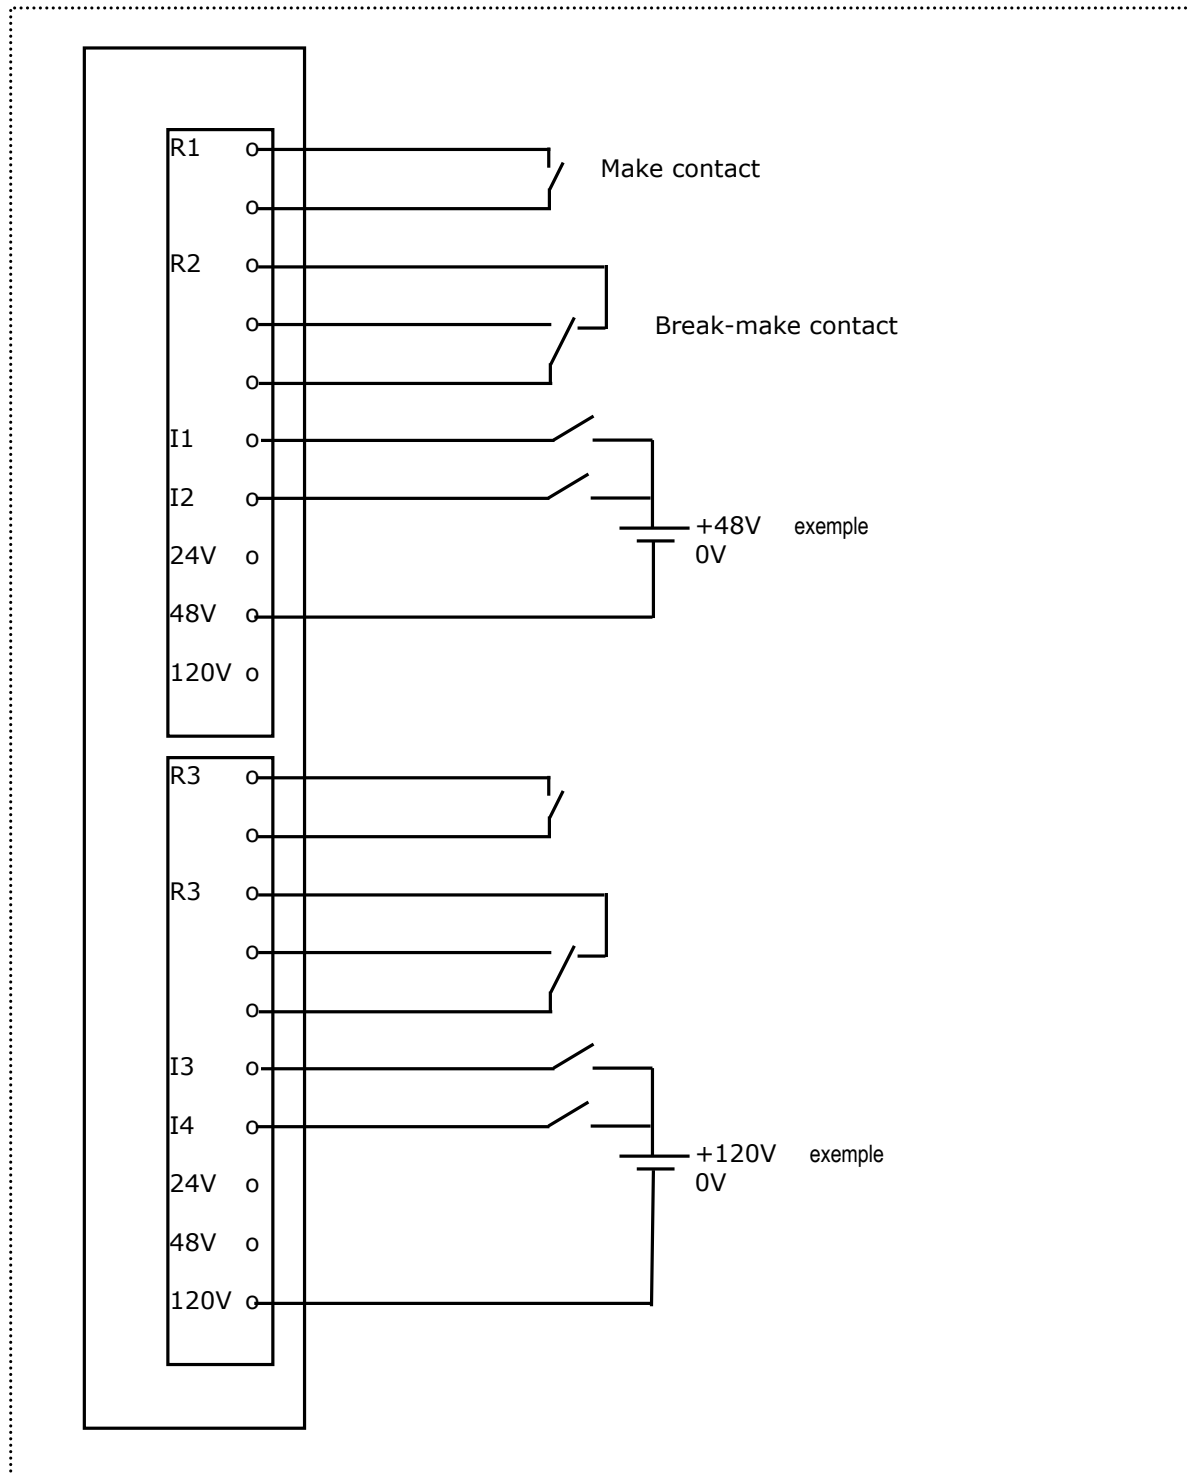 R1 o
Make contact
o
R2 o
o
Break-make contact
o
I1 o
I2 o
+48V exemple
24V o
0V
48V o
120V o
R3 o
o
R3 o
o
o
I3 o
I4 o
+120V exemple
24V o
0V
48V o
120V o